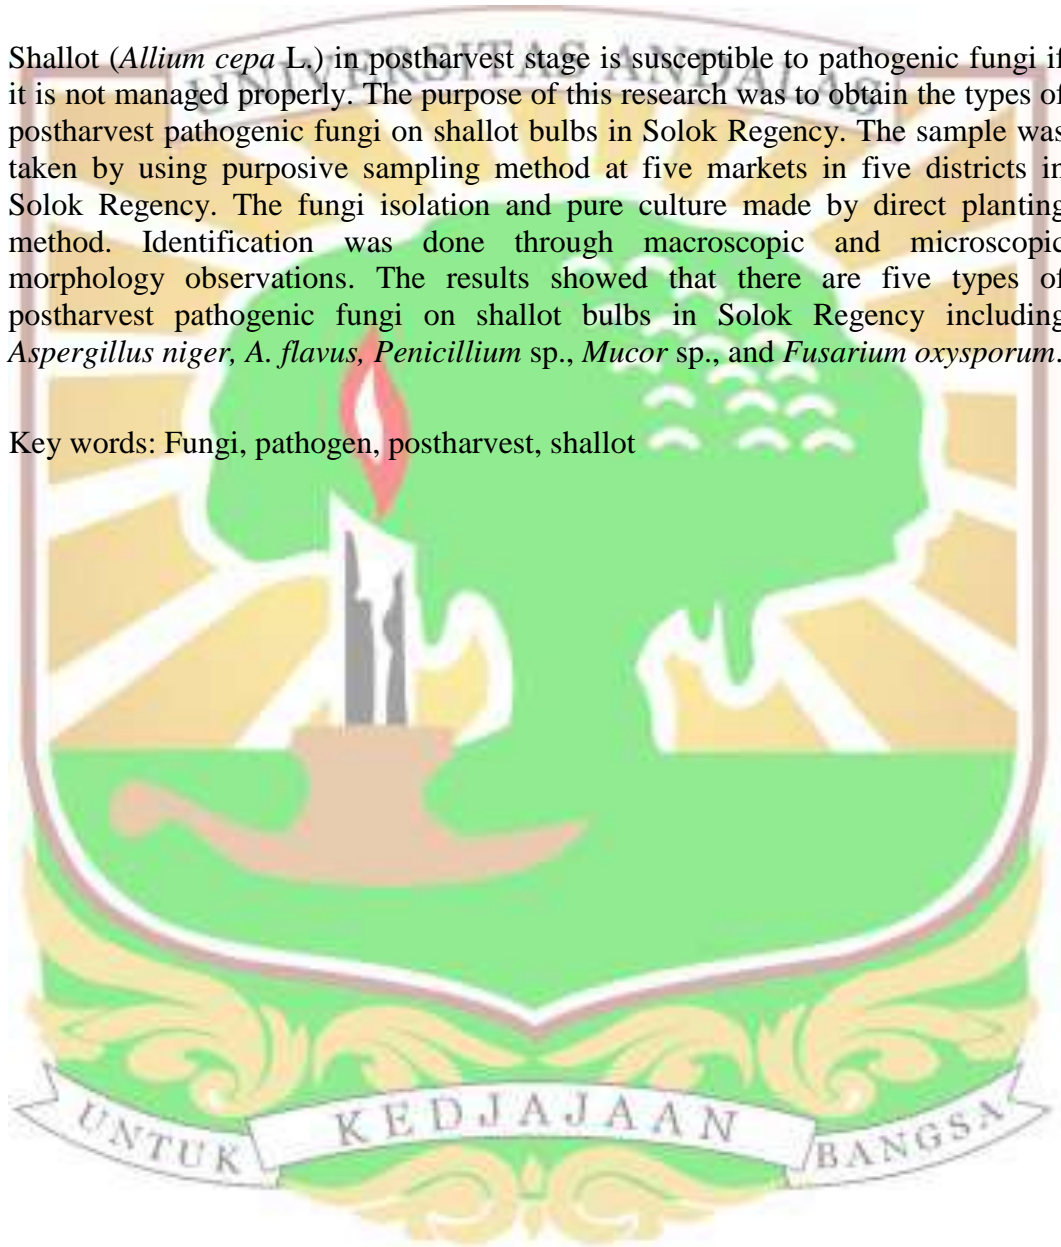 UNIVERSITAS ANDALAS
Shallot (Allium cepa L.) in postharvest stage is susceptible to pathogenic fungi if
it is not managed properly. The purpose of this research was to obtain the types of
postharvest pathogenic fungi on shallot bulbs in Solok Regency. The sample was
taken by using purposive sampling method at five markets in five districts in
Solok Regency. The fungi isolation and pure culture made by direct planting
method. Identification was done through macroscopic and microscopic
morphology observations. The results showed that there are five types of
postharvest pathogenic fungi on shallot bulbs in Solok Regency including
Aspergillus niger, A. flavus, Penicillium sp., Mucor sp., and Fusarium oxysporum.
Key words: Fungi, pathogen, postharvest, shallot
UNTUK KEDJAJAAN BANGSA